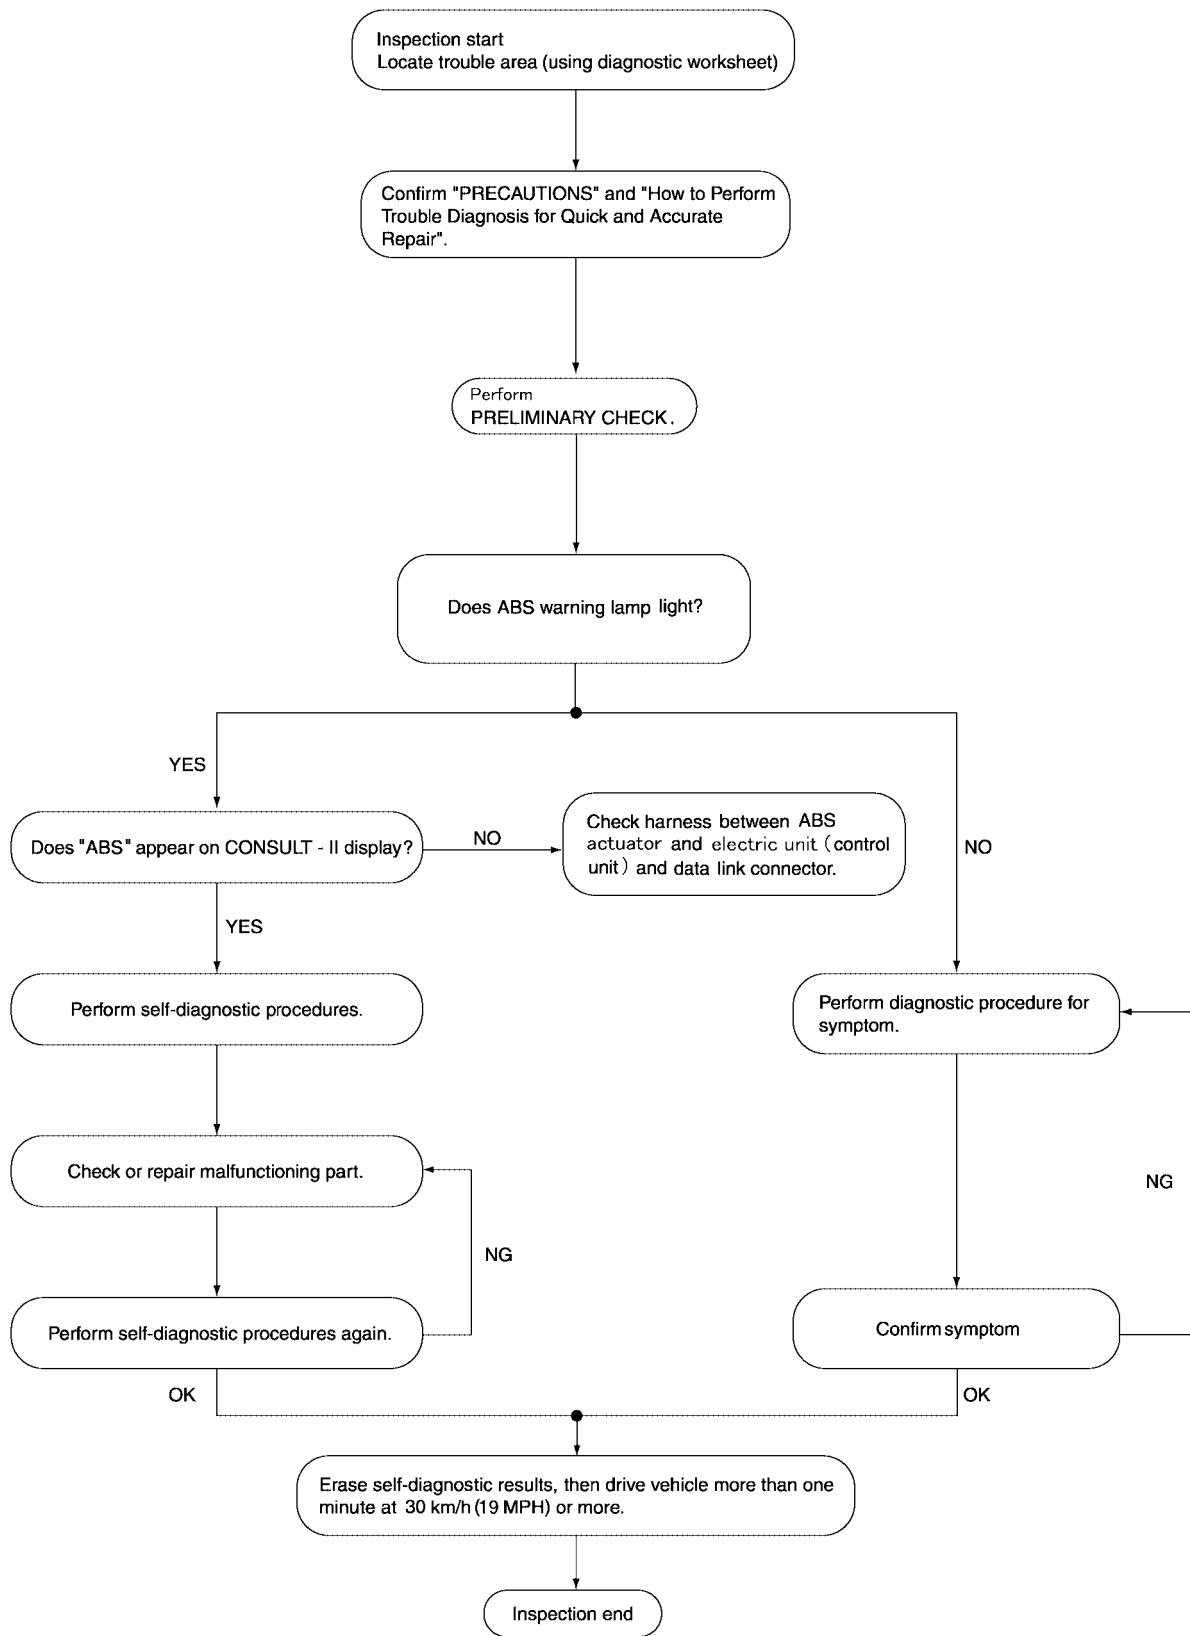 Inspection start
Locate trouble area (using diagnostic worksheet)
Confirm "PRECAUTIONS" and "How to Perform
Trouble Diagnosis for Quick and Accurate
Repair".
Perform
PRELIMINARY CHECK.
Does ABS warning lamp light?
YES
NO
Does "ABS" appear on CONSULT - II display?
NO
Check harness between ABS
actuator and electric unit (control
unit) and data link connector.
YES
Perform self-diagnostic procedures.
Perform diagnostic procedure for
symptom.
Check or repair malfunctioning part.
NG
NG
Perform self-diagnostic procedures again.
Confirm symptom
OK
OK
Erase self-diagnostic results, then drive vehicle more than one
minute at 30 km/h (19 MPH) or more.
Inspection end